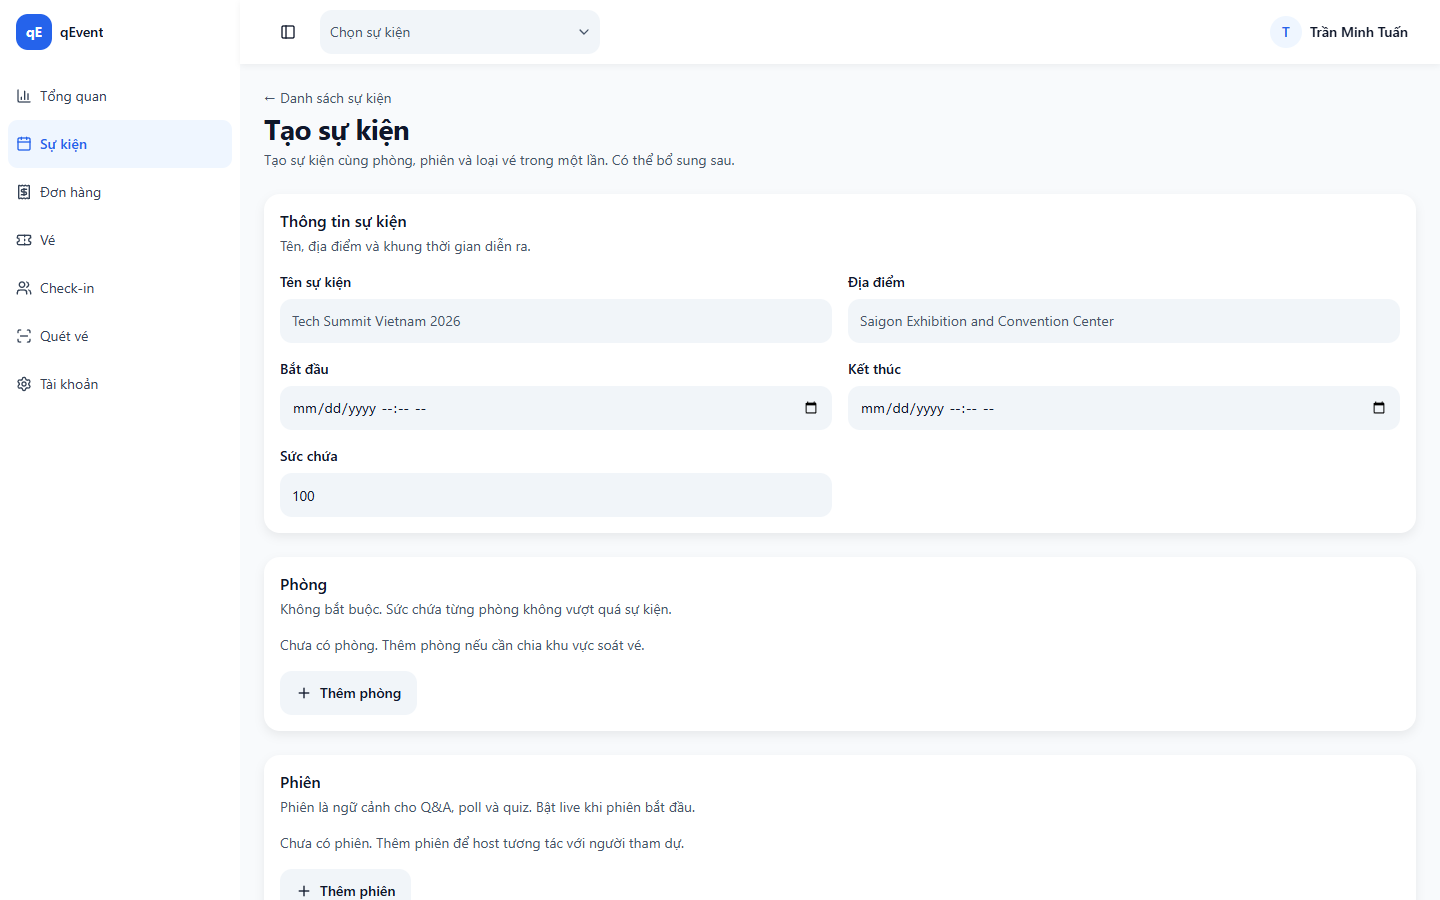 qE qEvent
Chọn sự kiện
T Trần Minh Tuấn
Tổng quan
Sự kiện
Đơn hàng
Vé
Check-in
Quét vé
Tài khoản
← Danh sách sự kiện
Tạo sự kiện
Tạo sự kiện cùng phòng, phiên và loại vé trong một lần. Có thể bổ sung sau.
Thông tin sự kiện
Tên, địa điểm và khung thời gian diễn ra.
Tên sự kiện
Tech Summit Vietnam 2026
Địa điểm
Saigon Exhibition and Convention Center
Bắt đầu
mm/dd/yyyy --:-- --
Kết thúc
mm/dd/yyyy --:-- --
Sức chứa
100
Phòng
Không bắt buộc. Sức chứa từng phòng không vượt quá sự kiện.
Chưa có phòng. Thêm phòng nếu cần chia khu vực soát vé.
+ Thêm phòng
Phiên
Phiên là ngữ cảnh cho Q&A, poll và quiz. Bật live khi phiên bắt đầu.
Chưa có phiên. Thêm phiên để host tương tác với người tham dự.
+ Thêm phiên